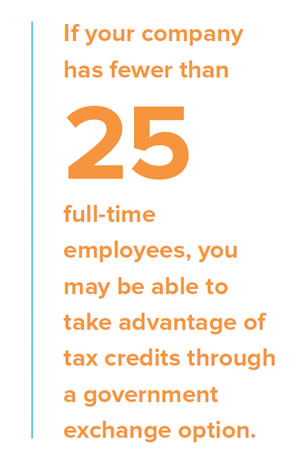 If your company
has fewer than
25
full-time
employees, you
may be able to
take advantage of
tax credits through
a government
exchange option.